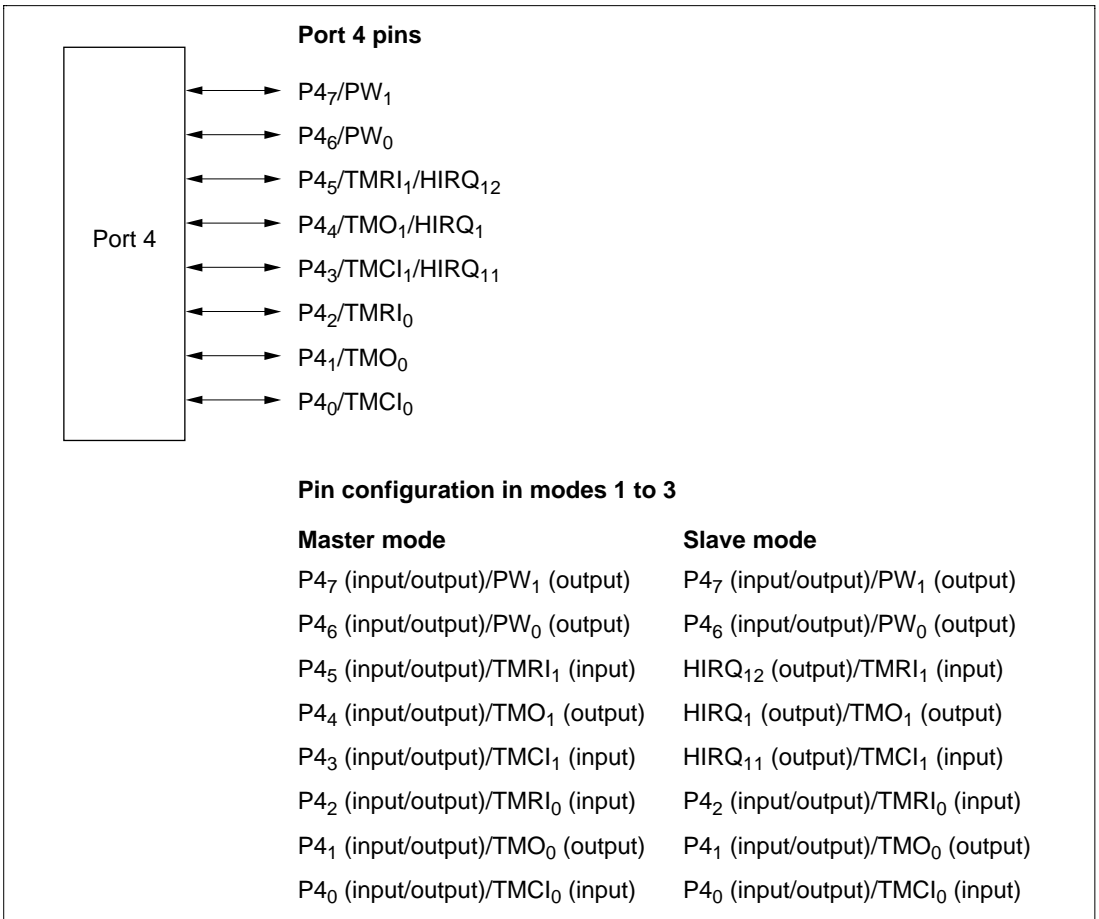 Port 4 pins
P4₇/PW₁
P4₆/PW₀
P4₅/TMRI₁/HIRQ₁₂
P4₄/TMO₁/HIRQ₁
Port 4
P4₃/TMCI₁/HIRQ₁₁
P4₂/TMRI₀
P4₁/TMO₀
P4₀/TMCI₀
Pin configuration in modes 1 to 3
Master mode Slave mode
P4₇ (input/output)/PW₁ (output) P4₇ (input/output)/PW₁ (output)
P4₆ (input/output)/PW₀ (output) P4₆ (input/output)/PW₀ (output)
P4₅ (input/output)/TMRI₁ (input) HIRQ₁₂ (output)/TMRI₁ (input)
P4₄ (input/output)/TMO₁ (output) HIRQ₁ (output)/TMO₁ (output)
P4₃ (input/output)/TMCI₁ (input) HIRQ₁₁ (output)/TMCI₁ (input)
P4₂ (input/output)/TMRI₀ (input) P4₂ (input/output)/TMRI₀ (input)
P4₁ (input/output)/TMO₀ (output) P4₁ (input/output)/TMO₀ (output)
P4₀ (input/output)/TMCI₀ (input) P4₀ (input/output)/TMCI₀ (input)